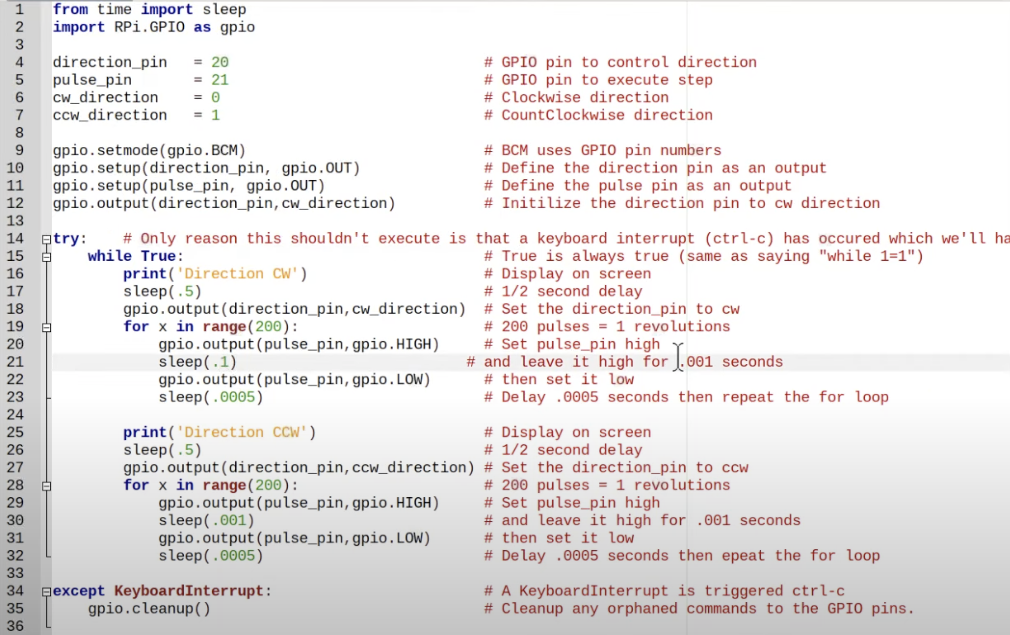 1 from time import sleep
2 import RPi.GPIO as gpio
3
4 direction_pin = 20 # GPIO pin to control direction
5 pulse_pin = 21 # GPIO pin to execute step
6 cw_direction = 0 # Clockwise direction
7 ccw_direction = 1 # CountClockwise direction
8
9 gpio.setmode(gpio.BCM) # BCM uses GPIO pin numbers
10 gpio.setup(direction_pin, gpio.OUT) # Define the direction pin as an output
11 gpio.setup(pulse_pin, gpio.OUT) # Define the pulse pin as an output
12 gpio.output(direction_pin,cw_direction) # Initilize the direction pin to cw direction
13
14 try: # Only reason this shouldn't execute is that a keyboard interrupt (ctrl-c) has occured which we'll ha
15 while True: # True is always true (same as saying "while 1=1")
16 print('Direction CW') # Display on screen
17 sleep(.5) # 1/2 second delay
18 gpio.output(direction_pin,cw_direction) # Set the direction_pin to cw
19 for x in range(200): # 200 pulses = 1 revolutions
20 gpio.output(pulse_pin,gpio.HIGH) # Set pulse_pin high
21 sleep(.1) # and leave it high for .001 seconds
22 gpio.output(pulse_pin,gpio.LOW) # then set it low
23 sleep(.0005) # Delay .0005 seconds then repeat the for loop
24
25 print('Direction CCW') # Display on screen
26 sleep(.5) # 1/2 second delay
27 gpio.output(direction_pin,ccw_direction) # Set the direction_pin to ccw
28 for x in range(200): # 200 pulses = 1 revolutions
29 gpio.output(pulse_pin,gpio.HIGH) # Set pulse_pin high
30 sleep(.001) # and leave it high for .001 seconds
31 gpio.output(pulse_pin,gpio.LOW) # then set it low
32 sleep(.0005) # Delay .0005 seconds then epeat the for loop
33
34 except KeyboardInterrupt: # A KeyboardInterrupt is triggered ctrl-c
35 gpio.cleanup() # Cleanup any orphaned commands to the GPIO pins.
36